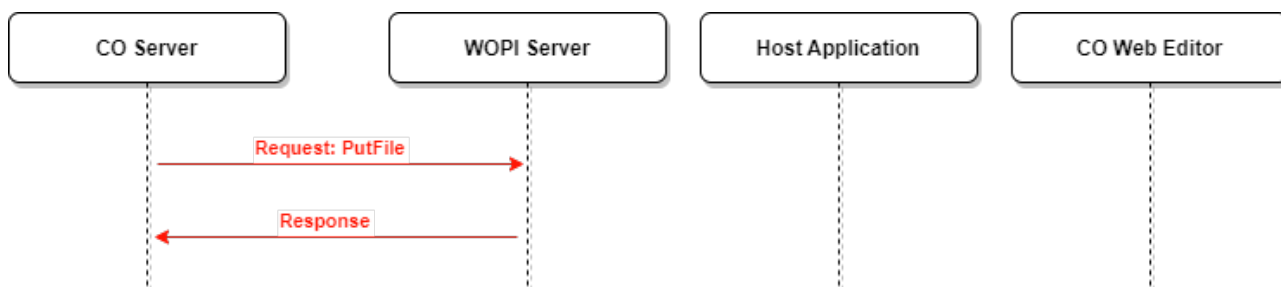 CO Server
WOPI Server
Host Application
CO Web Editor
Request: PutFile
Response